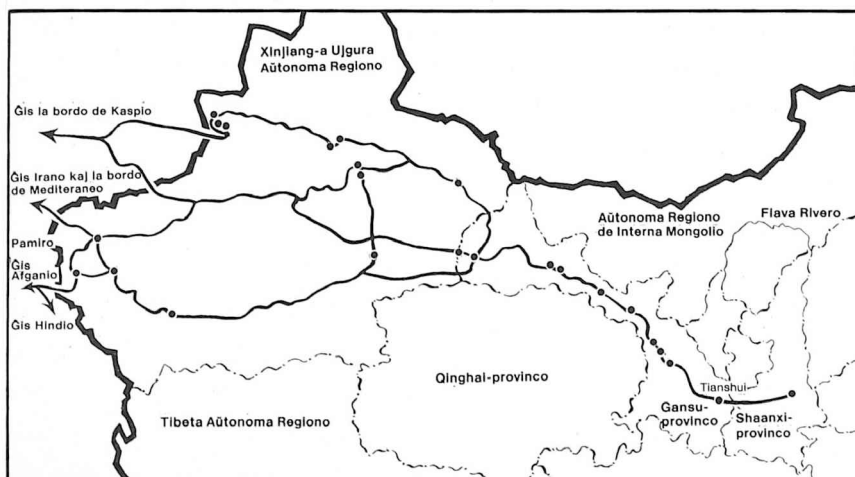 Xinjiang-a Ujgura
Aŭtonoma Regiono
Ĝis la bordo de Kaspio
Ĝis Irano kaj la bordo
de Mediteraneo
Aŭtonoma Regiono
de Interna Mongolio
Flava Rivero
Pamiro
Ĝis
Afganio
Ĝis Hindio
Qinghai-provinco
Tianshui
Gansu-
provinco
Shaanxi-
provinco
Tibeta Aŭtonoma Regiono